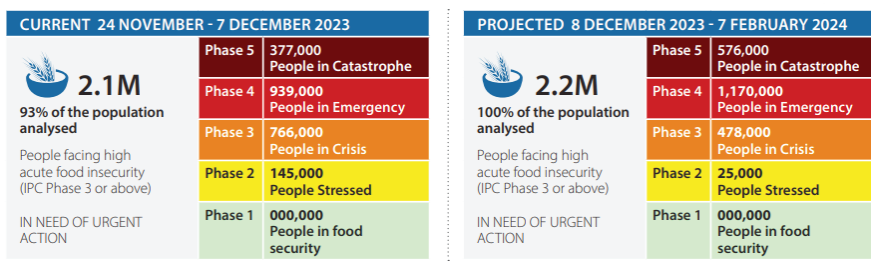 CURRENT 24 NOVEMBER - 7 DECEMBER 2023
2.1M
93% of the population
analysed
People facing high
acute food insecurity
(IPC Phase 3 or above)
IN NEED OF URGENT
ACTION
Phase 5 377,000
People in Catastrophe
Phase 4 939,000
People in Emergency
Phase 3 766,000
People in Crisis
Phase 2 145,000
People Stressed
Phase 1 000,000
People in food
security
PROJECTED 8 DECEMBER 2023 - 7 FEBRUARY 2024
2.2M
100% of the population
analysed
People facing high
acute food insecurity
(IPC Phase 3 or above)
IN NEED OF URGENT
ACTION
Phase 5 576,000
People in Catastrophe
Phase 4 1,170,000
People in Emergency
Phase 3 478,000
People in Crisis
Phase 2 25,000
People Stressed
Phase 1 000,000
People in food
security